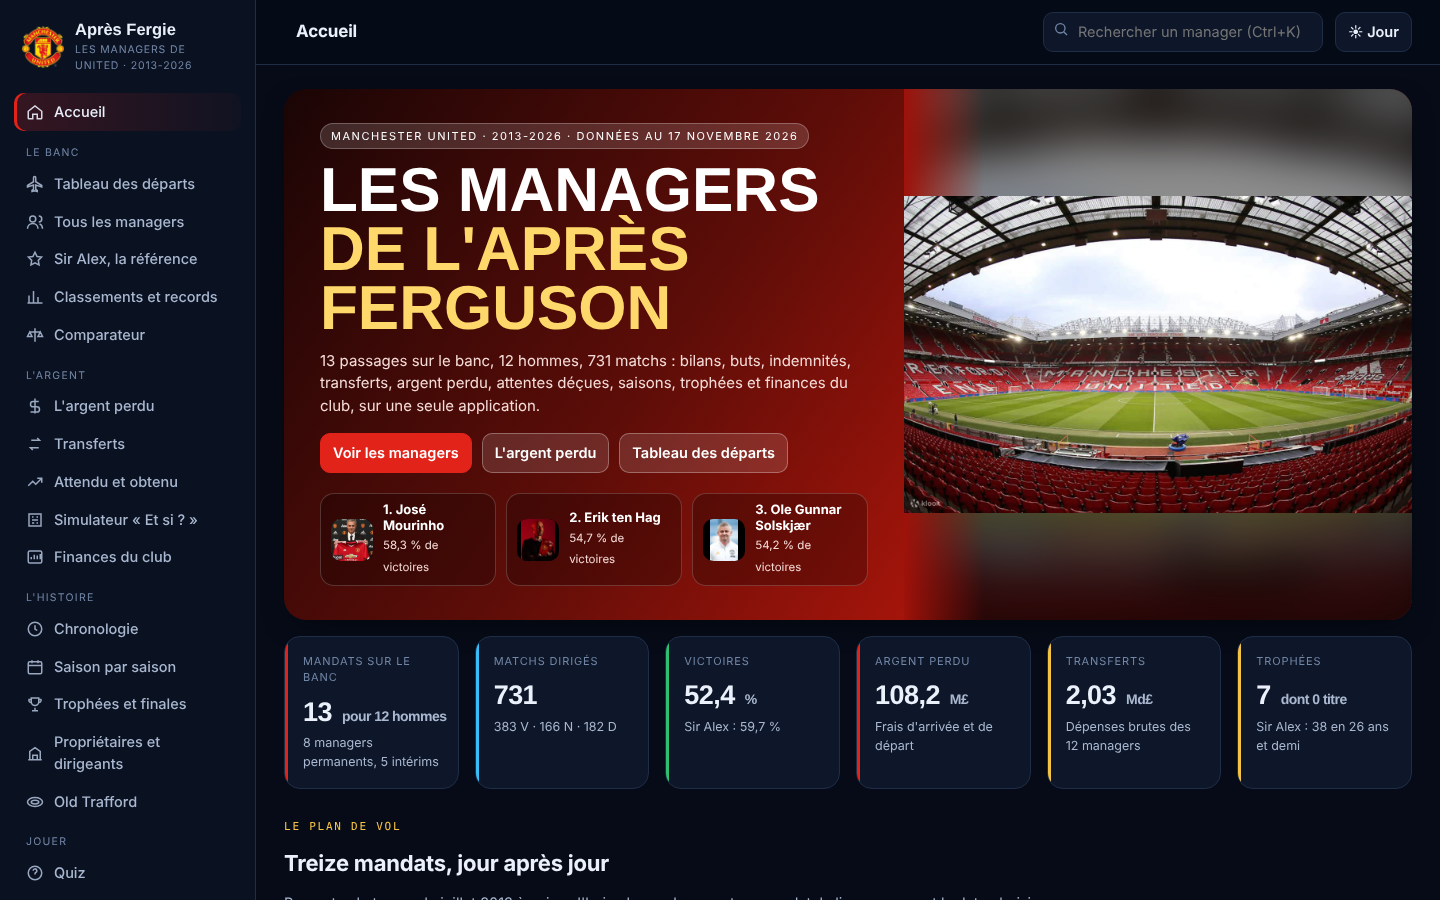 Après Fergie
LES MANAGERS DE
UNITED · 2013-2026
Accueil
LE BANC
Tableau des départs
Tous les managers
Sir Alex, la référence
Classements et records
Comparateur
L'ARGENT
L'argent perdu
Transferts
Attendu et obtenu
Simulateur « Et si ? »
Finances du club
L'HISTOIRE
Chronologie
Saison par saison
Trophées et finales
Propriétaires et
dirigeants
Old Trafford
JOUER
Quiz
Accueil
Rechercher un manager (Ctrl+K)
☀ Jour
MANCHESTER UNITED · 2013-2026 · DONNÉES AU 17 NOVEMBRE 2026
LES MANAGERS
DE L'APRÈS
FERGUSON
13 passages sur le banc, 12 hommes, 731 matchs : bilans, buts, indemnités,
transferts, argent perdu, attentes déçues, saisons, trophées et finances du
club, sur une seule application.
Voir les managers
L'argent perdu
Tableau des départs
1. José
Mourinho
58,3 % de
victoires
2. Erik ten Hag
54,7 % de
victoires
3. Ole Gunnar
Solskjær
54,2 % de
victoires
UNITED
klook
MANDATS SUR LE
BANC
13 pour 12 hommes
8 managers
permanents, 5 intérims
MATCHS DIRIGÉS
731
383 V · 166 N · 182 D
VICTOIRES
52,4 %
Sir Alex : 59,7 %
ARGENT PERDU
108,2 M£
Frais d'arrivée et de
départ
TRANSFERTS
2,03 Md£
Dépenses brutes des
12 managers
TROPHÉES
7 dont 0 titre
Sir Alex : 38 en 26 ans
et demi
LE PLAN DE VOL
Treize mandats, jour après jour